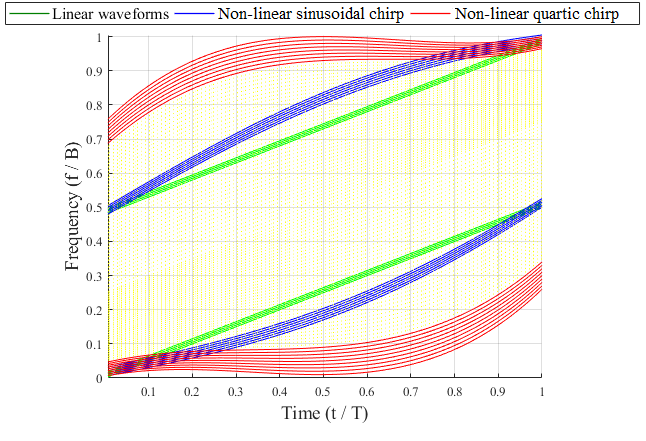 Linear waveforms Non-linear sinusoidal chirp Non-linear quartic chirp
1
0.9
0.8
0.7
0.6
0.5
0.4
0.3
0.2
0.1
0
Frequency (f / B)
0.1 0.2 0.3 0.4 0.5 0.6 0.7 0.8 0.9 1
Time (t / T)